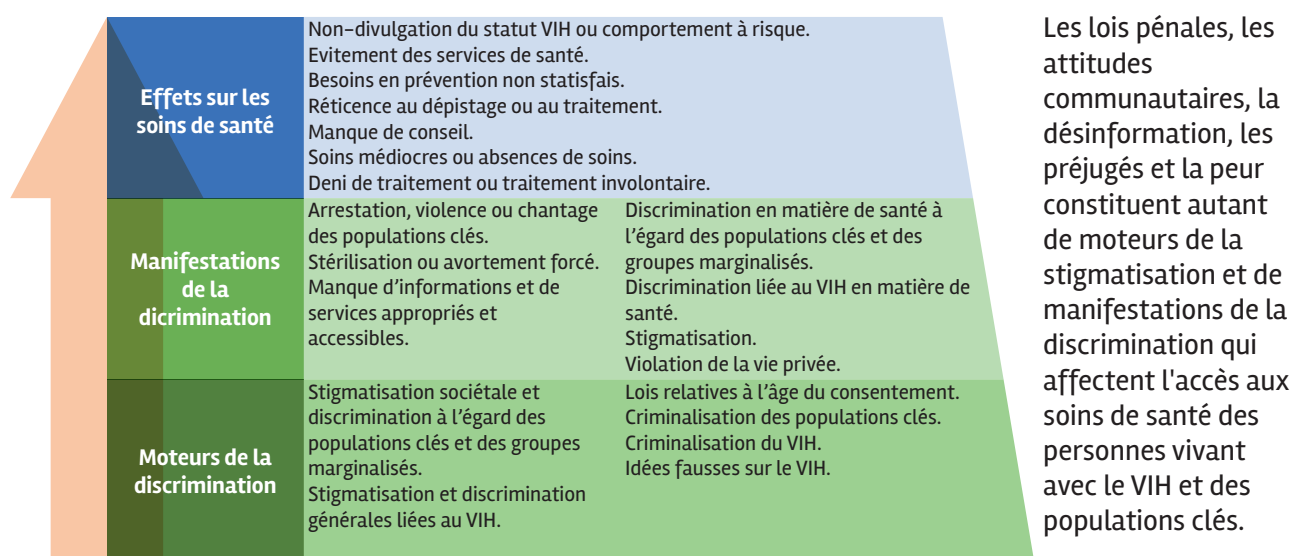 Effets sur les
soins de santé
Non-divulgation du statut VIH ou comportement à risque.
Evitement des services de santé.
Besoins en prévention non statisfais.
Réticence au dépistage ou au traitement.
Manque de conseil.
Soins médiocres ou absences de soins.
Deni de traitement ou traitement involontaire.
Manifestations
de la
dicrimination
Arrestation, violence ou chantage
des populations clés.
Stérilisation ou avortement forcé.
Manque d'informations et de
services appropriés et
accessibles.
Discrimination en matière de santé à
l'égard des populations clés et des
groupes marginalisés.
Discrimination liée au VIH en matière de
santé.
Stigmatisation.
Violation de la vie privée.
Moteurs de la
discrimination
Stigmatisation sociétale et
discrimination à l'égard des
populations clés et des groupes
marginalisés.
Stigmatisation et discrimination
générales liées au VIH.
Lois relatives à l'âge du consentement.
Criminalisation des populations clés.
Criminalisation du VIH.
Idées fausses sur le VIH.
Les lois pénales, les
attitudes
communautaires, la
désinformation, les
préjugés et la peur
constituent autant
de moteurs de la
stigmatisation et de
manifestations de la
discrimination qui
affectent l'accès aux
soins de santé des
personnes vivant
avec le VIH et des
populations clés.